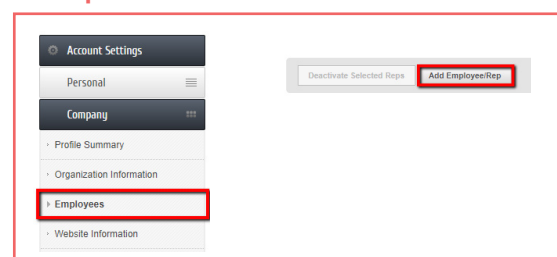 Account Settings
Personal
Company
Profile Summary
Organization Information
Employees
Website Information
Deactivate Selected Reps
Add Employee/Rep